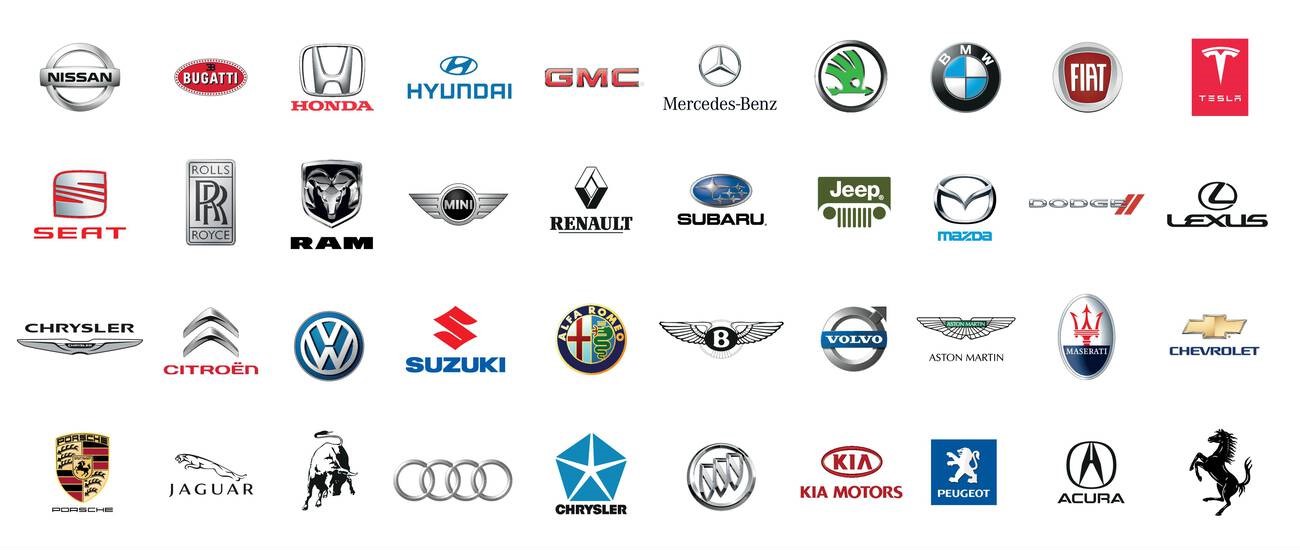 NISSAN
BUGATTI
HONDA
HYUNDAI
GMC
Mercedes-Benz
BMW
FIAT
TESLA
SEAT
ROLLS
RR
ROYCE
RAM
MINI
RENAULT
SUBARU
Jeep
mazda
DODGE
LEXUS
CHRYSLER
CITROËN
VW
SUZUKI
ALFA ROMEO
B
VOLVO
ASTON MARTIN
ASTON MARTIN
MASERATI
CHEVROLET
PORSCHE
PORSCHE
JAGUAR
CHRYSLER
KIA
KIA MOTORS
PEUGEOT
ACURA